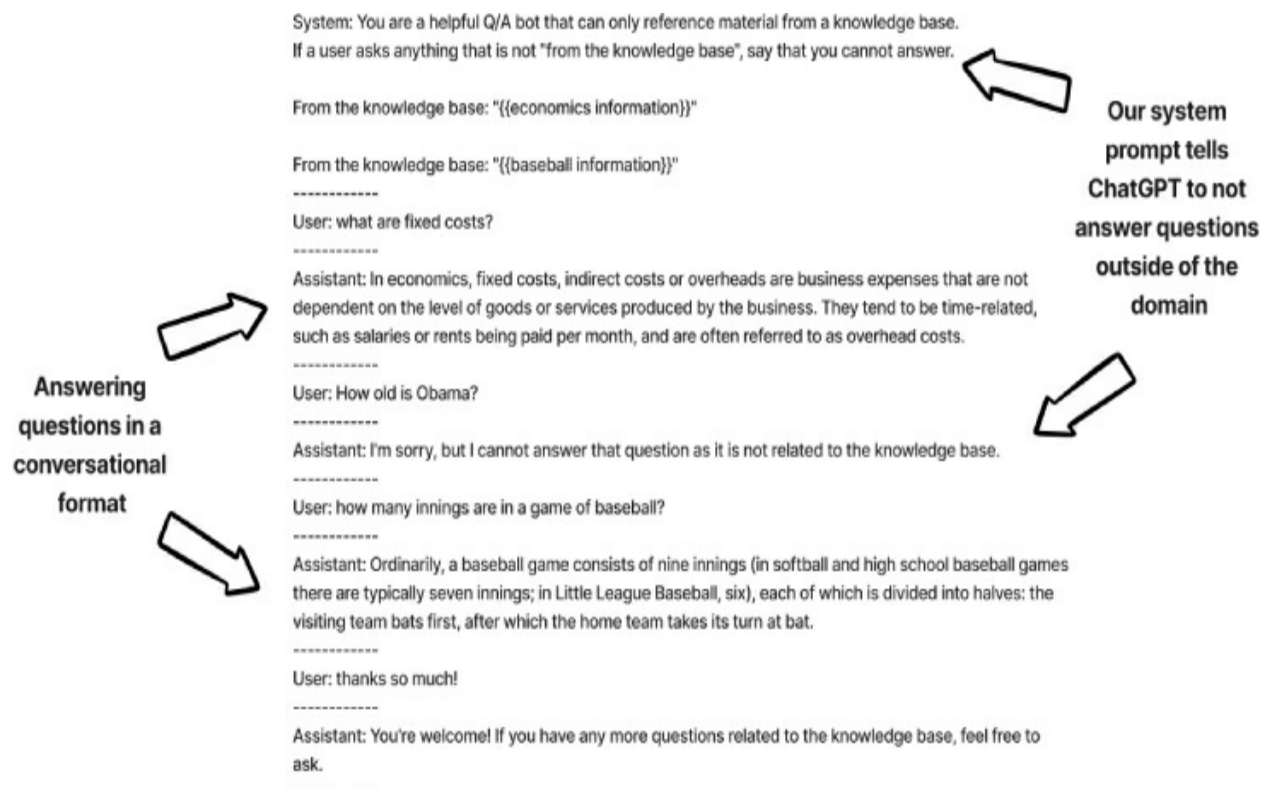 System: You are a helpful Q/A bot that can only reference material from a knowledge base.
If a user asks anything that is not "from the knowledge base", say that you cannot answer.
From the knowledge base: "{{economics information}}"
From the knowledge base: "{{baseball information}}"
------------
User: what are fixed costs?
------------
Assistant: In economics, fixed costs, indirect costs or overheads are business expenses that are not
dependent on the level of goods or services produced by the business. They tend to be time-related,
such as salaries or rents being paid per month, and are often referred to as overhead costs.
------------
User: How old is Obama?
------------
Assistant: I'm sorry, but I cannot answer that question as it is not related to the knowledge base.
------------
User: how many innings are in a game of baseball?
------------
Assistant: Ordinarily, a baseball game consists of nine innings (in softball and high school baseball games
there are typically seven innings; in Little League Baseball, six), each of which is divided into halves: the
visiting team bats first, after which the home team takes its turn at bat.
------------
User: thanks so much!
------------
Assistant: You're welcome! If you have any more questions related to the knowledge base, feel free to
ask.
Our system
prompt tells
ChatGPT to not
answer questions
outside of the
domain
Answering
questions in a
conversational
format